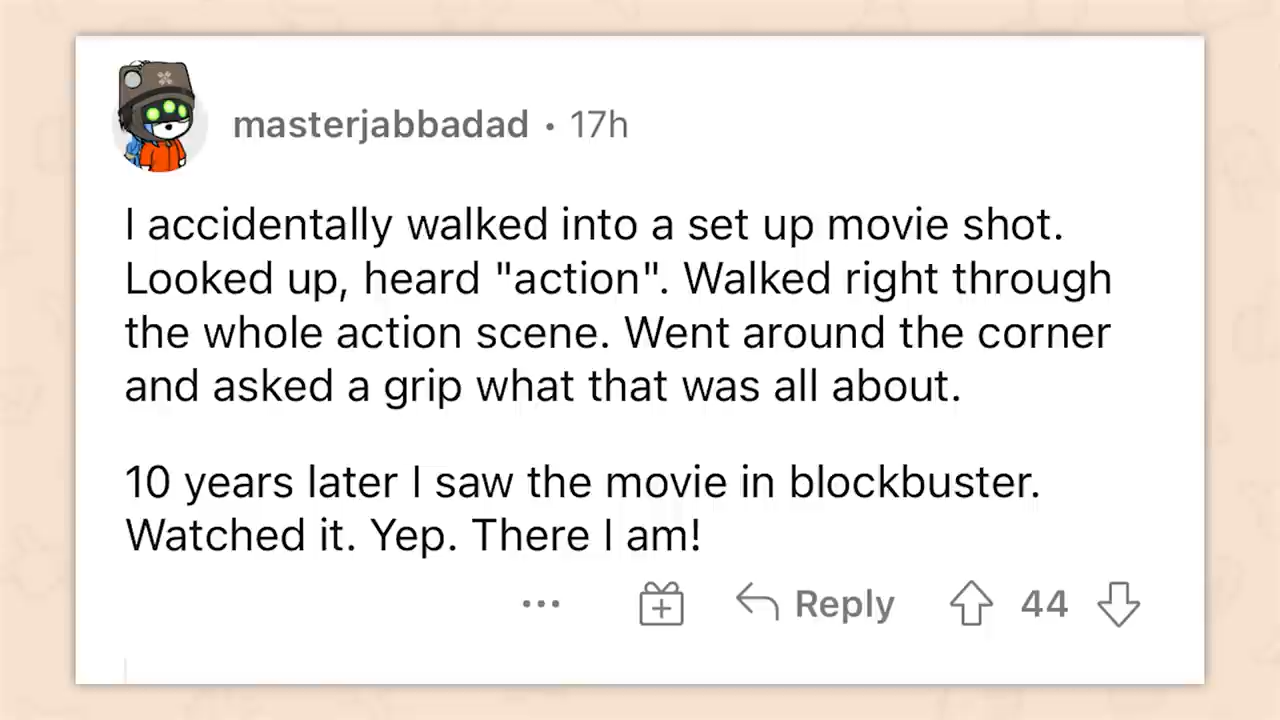 masterjabbadad • 17h
I accidentally walked into a set up movie shot.
Looked up, heard "action". Walked right through
the whole action scene. Went around the corner
and asked a grip what that was all about.
10 years later I saw the movie in blockbuster.
Watched it. Yep. There I am!
... Reply 44